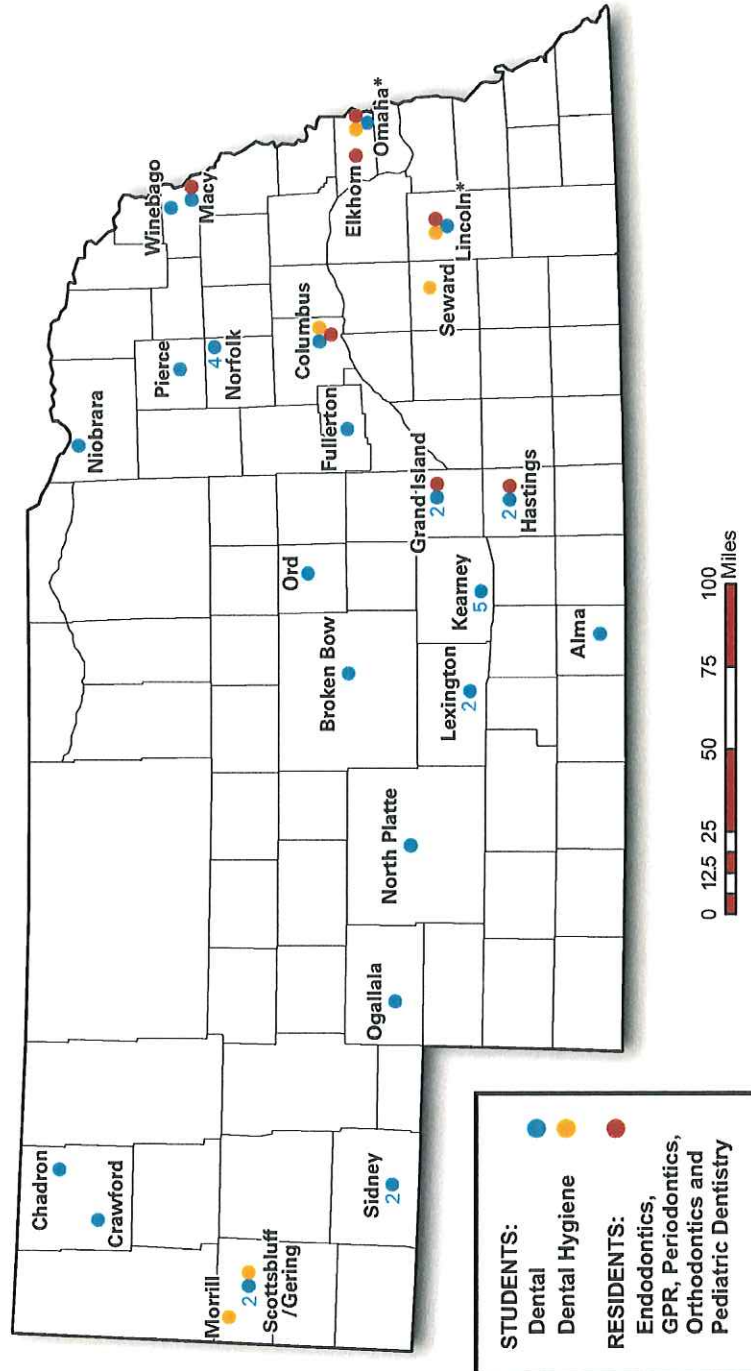 Chadron
Crawford
Morrill
2
Scottsbluff
/Gering
Sidney
2
Ogallala
North Platte
Broken Bow
Ord
Lexington
2
Kearney
5
Alma
Grand Island
2
2
Hastings
Niobrara
Pierce
4
Norfolk
Fullerton
Columbus
Winebago
Macy
Elkhorn
Omaha*
Lincoln*
Seward
STUDENTS:
Dental
Dental Hygiene
RESIDENTS:
Endodontics,
GPR, Periodontics,
Orthodontics and
Pediatric Dentistry
0 12.5 25 50 75 100
Miles